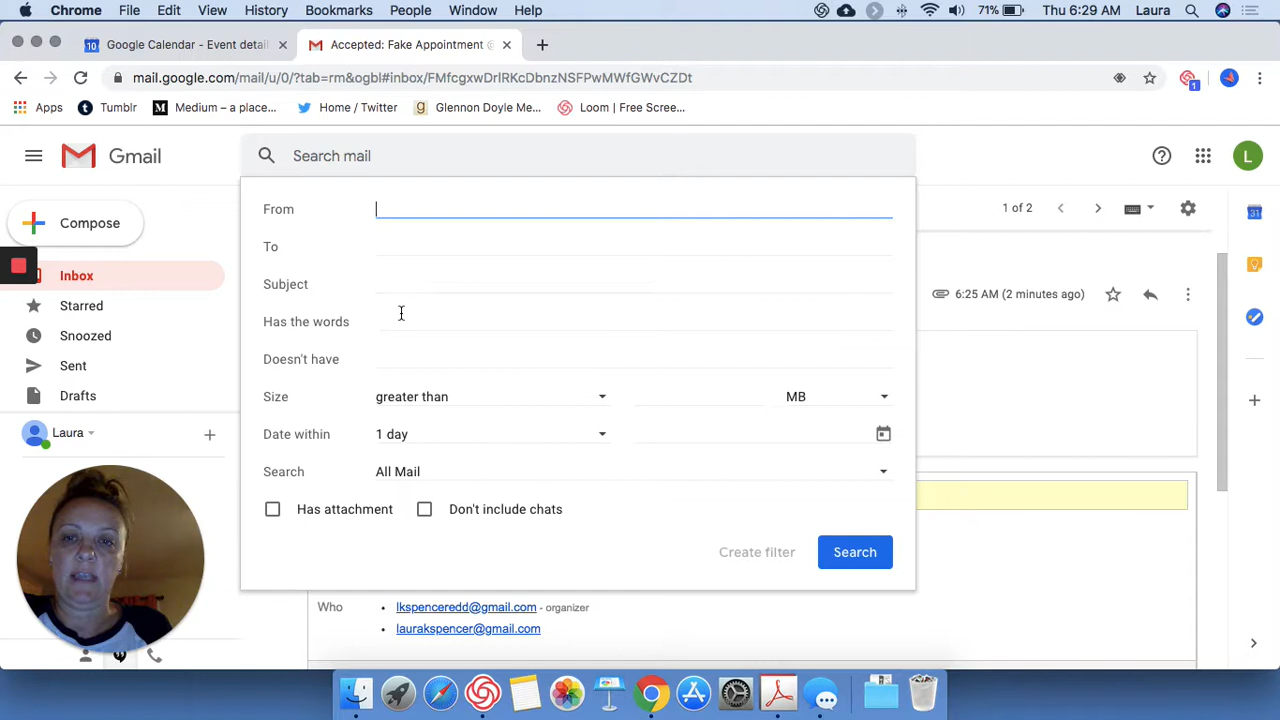 Chrome File Edit View History Bookmarks People Window Help 71% Thu 6:29 AM Laura
10 Google Calendar - Event detail Accepted: Fake Appointment @
mail.google.com/mail/u/0/?tab=rm&ogbl#inbox/FMfcgxwDrlRKcDbnzNSFPwMWfGWvCZDt 1
Apps Tumblr Medium – a place... Home / Twitter Glennon Doyle Me... Loom | Free Scree...
Gmail Search mail L
Compose From 1 of 2 31
Inbox To
Starred Subject 6:25 AM (2 minutes ago)
Snoozed Has the words
Sent Doesn't have
Drafts Size greater than MB
Laura Date within 1 day
Search All Mail
Has attachment Don't include chats
Create filter Search
Who lkspenceredd@gmail.com - organizer
laurakspencer@gmail.com